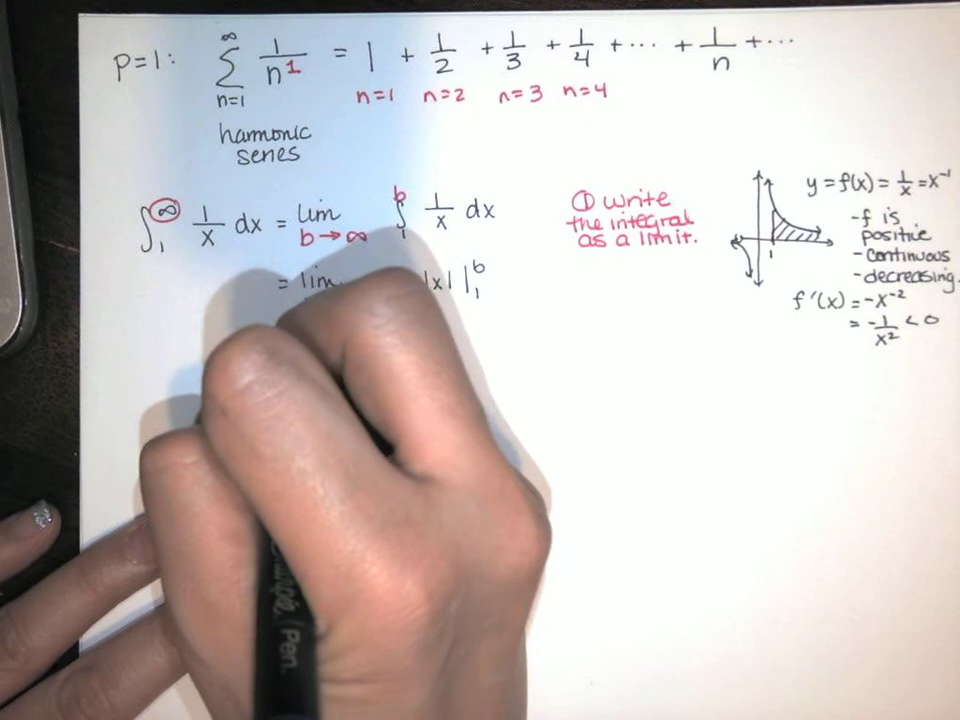 P=1: ∞ Σ n=1 1/n¹ = 1 + 1/2 + 1/3 + 1/4 + ··· + 1/n + ···
n=1 n=2 n=3 n=4
harmonic
series
∫₁^∞ 1/x dx = lim b→∞ ∫₁^b 1/x dx
= lim |x| |₁^b
① Write
the integral
as a limit.
y = f(x) = 1/x = x⁻¹
-f is
positive
-continuous
-decreasing.
1
f'(x) = -x⁻²
= -1/x² < 0
Pen.